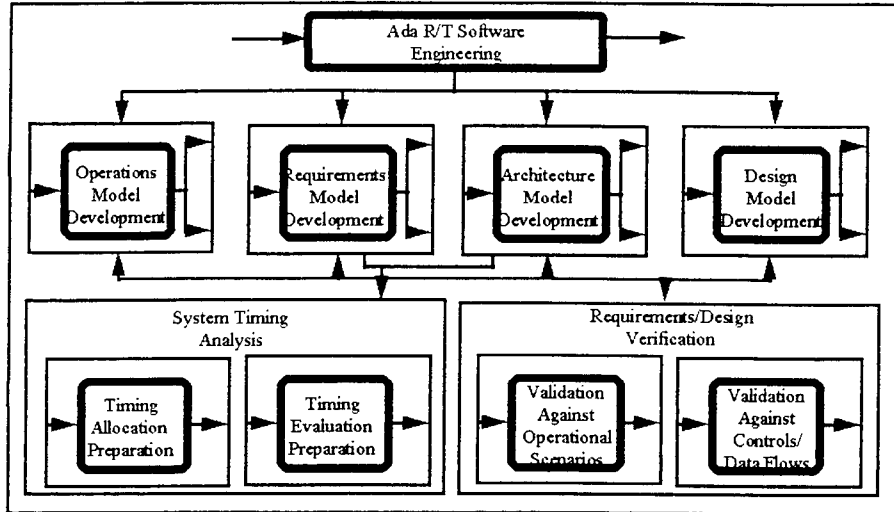 Ada R/T Software
Engineering
Operations
Model
Development
Requirements
Model
Development
Architecture
Model
Development
Design
Model
Development
System Timing
Analysis
Requirements/Design
Verification
Timing
Allocation
Preparation
Timing
Evaluation
Preparation
Validation
Against
Operational
Scenarios
Validation
Against
Controls/
Data Flows